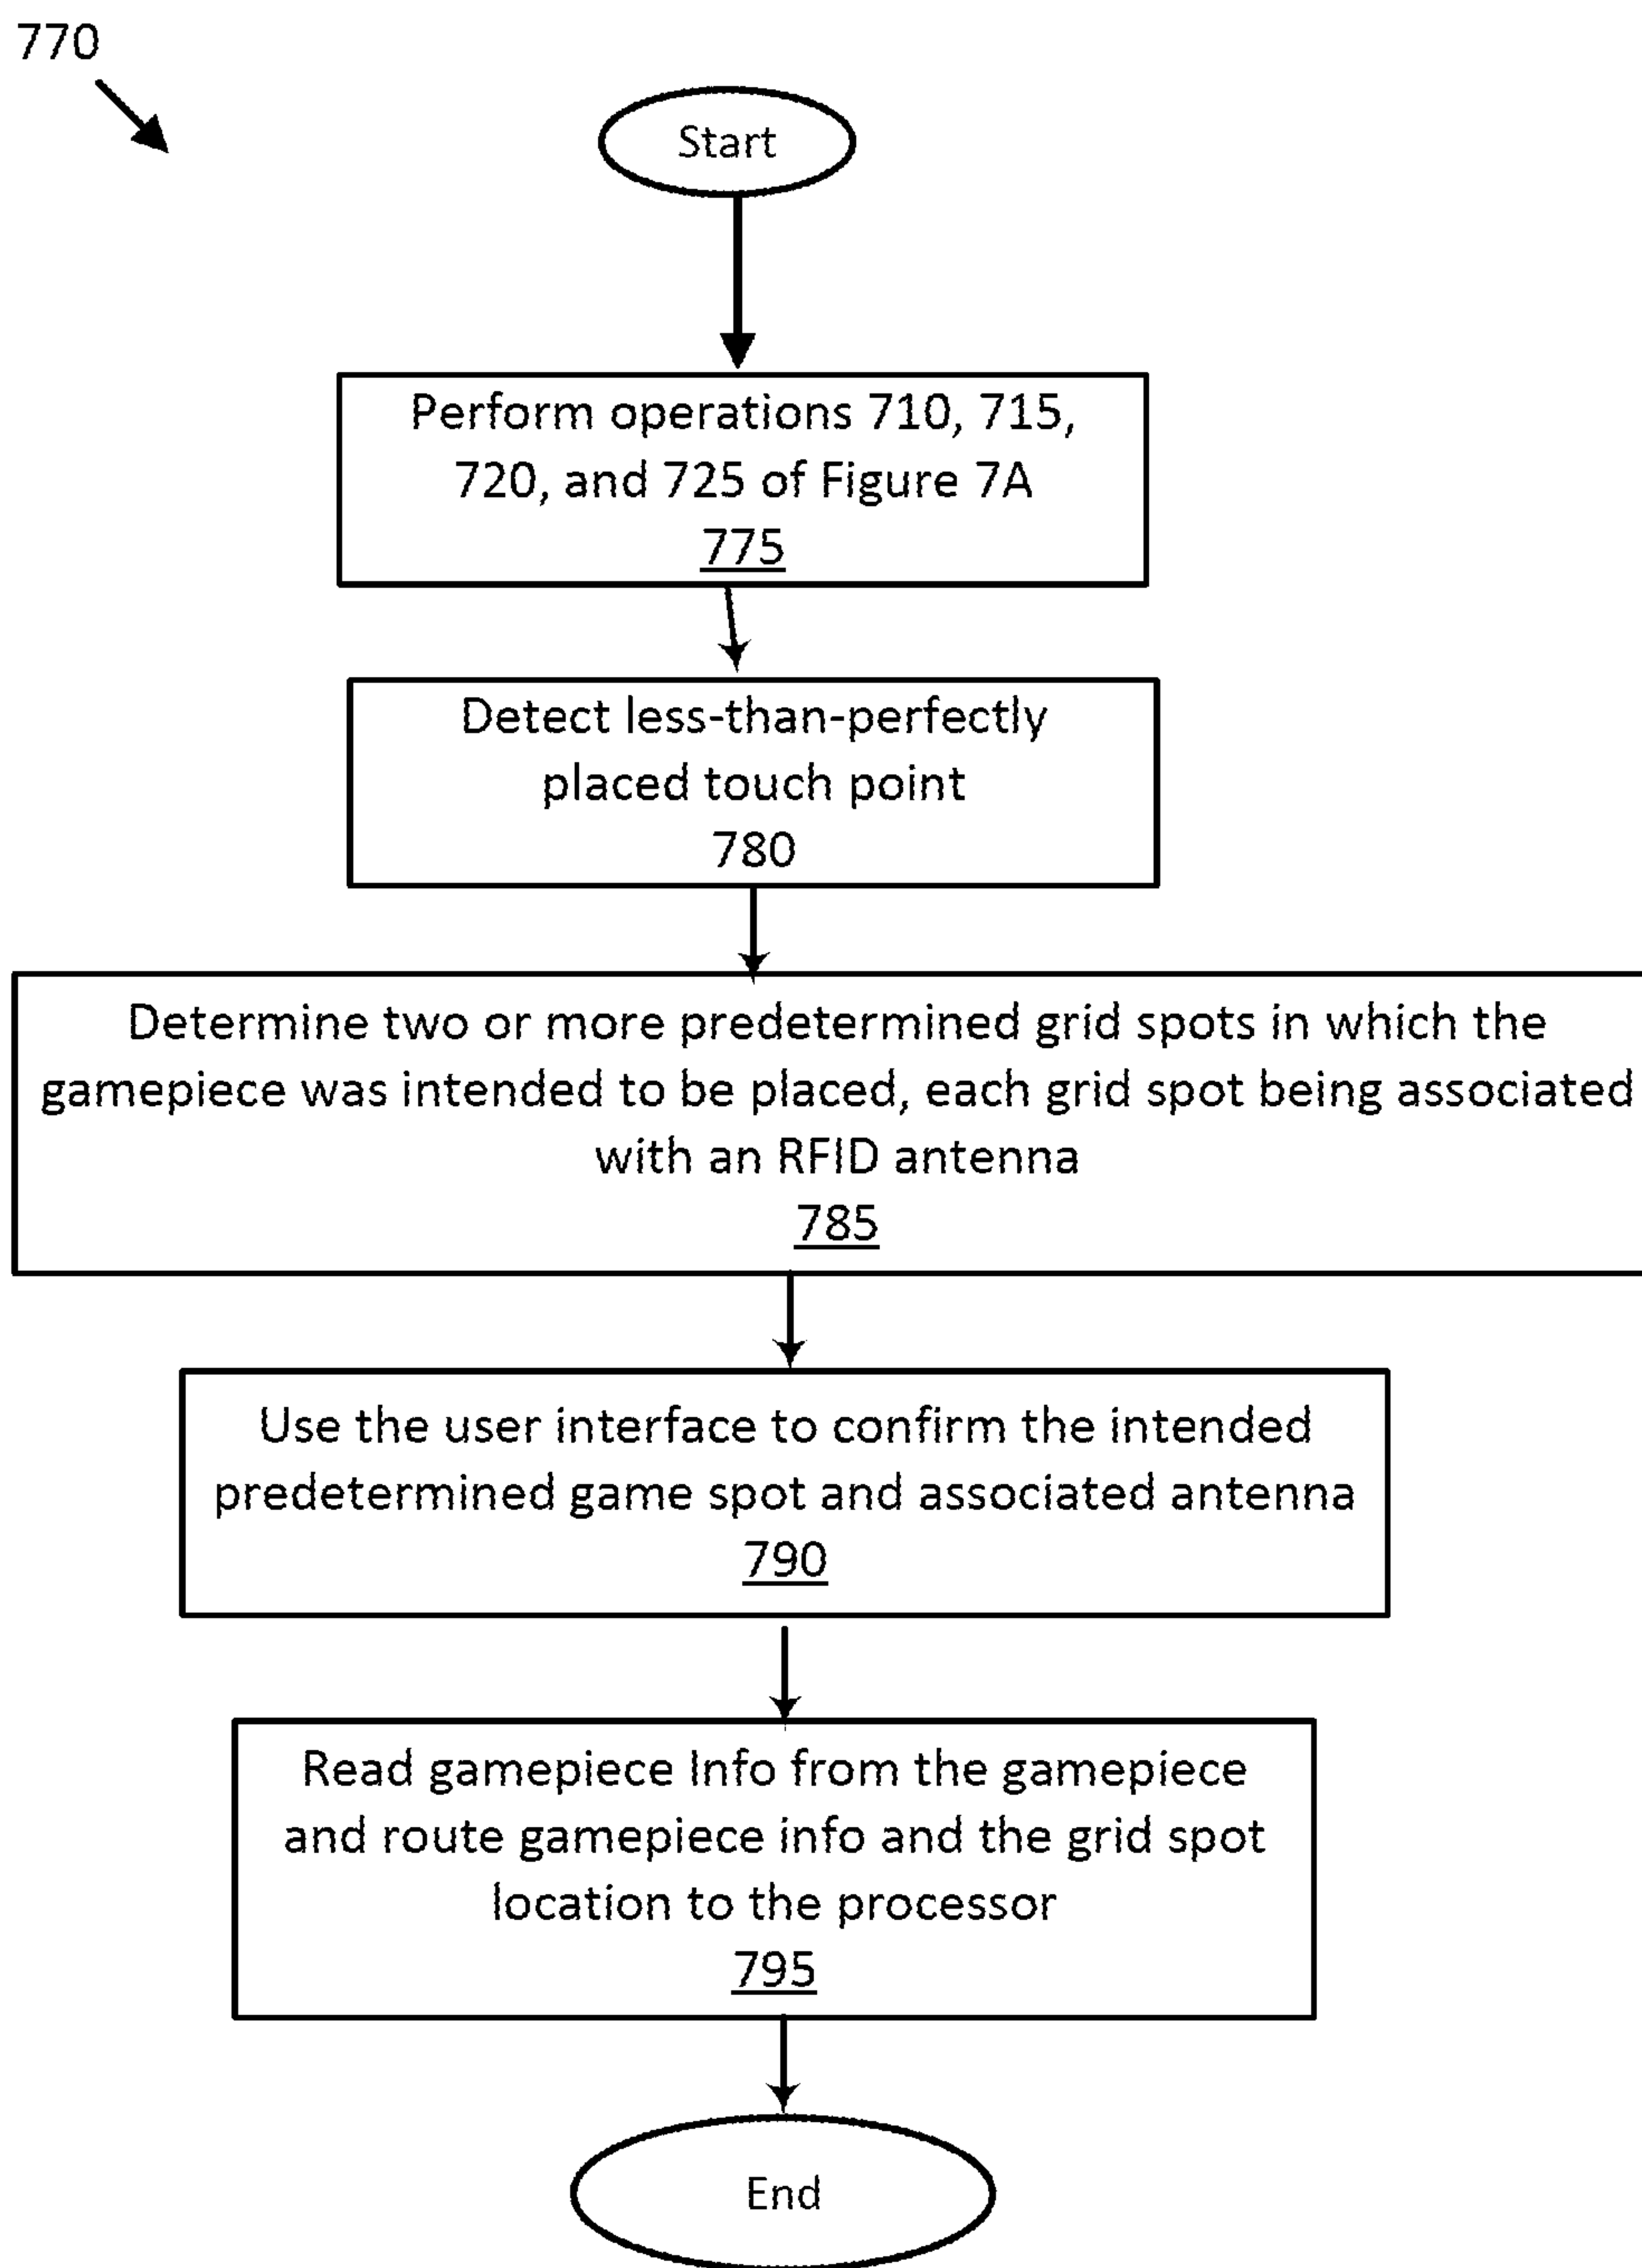 770
Start
Perform operations 710, 715,
720, and 725 of Figure 7A
775
Detect less-than-perfectly
placed touch point
780
Determine two or more predetermined grid spots in which the
gamepiece was intended to be placed, each grid spot being associated
with an RFID antenna
785
Use the user interface to confirm the intended
predetermined game spot and associated antenna
790
Read gamepiece Info from the gamepiece
and route gamepiece info and the grid spot
location to the processor
795
End